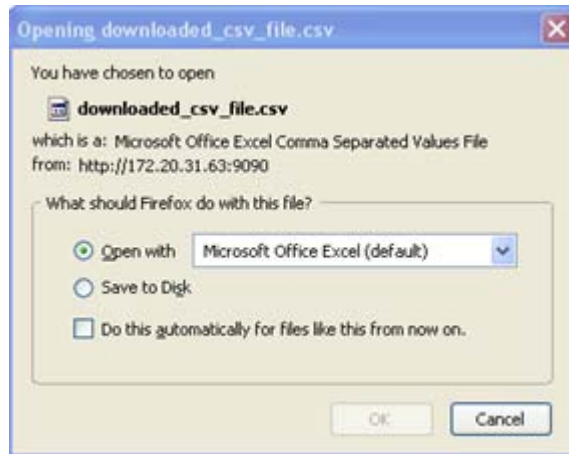 Opening downloaded_csv_file.csv
You have chosen to open
downloaded_csv_file.csv
which is a: Microsoft Office Excel Comma Separated Values File
from: http://172.20.31.63:9090
What should Firefox do with this file?
Open with Microsoft Office Excel (default)
Save to Disk
Do this automatically for files like this from now on.
OK Cancel